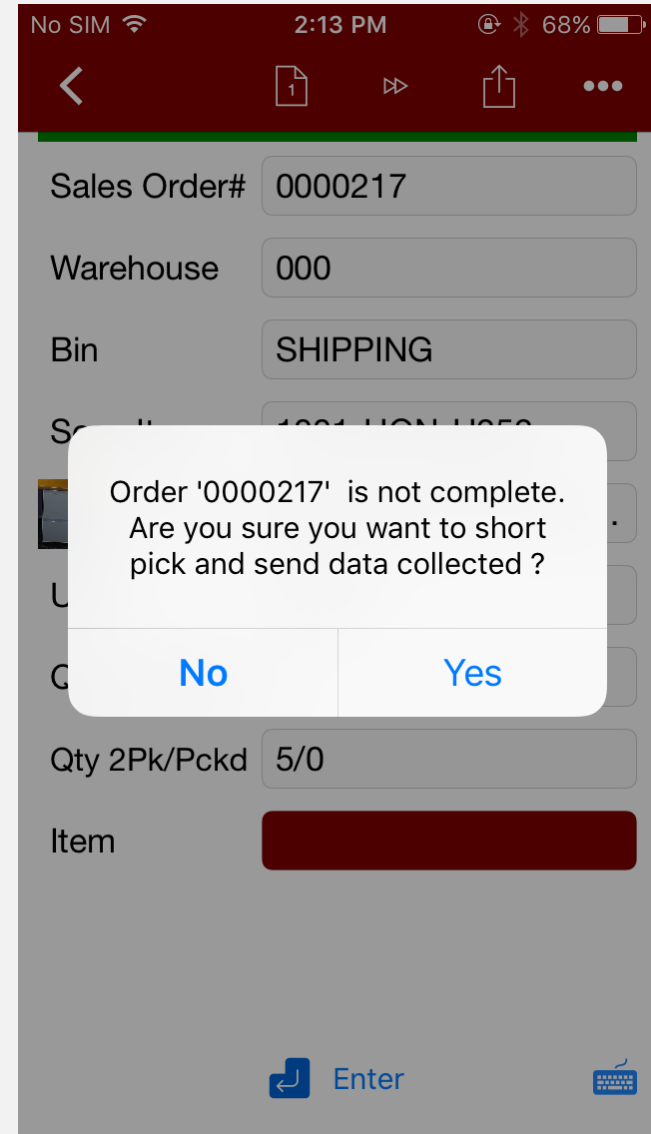 No SIM 2:13 PM 68%
1
Sales Order# 0000217
Warehouse 000
Bin SHIPPING
Order '0000217' is not complete.
Are you sure you want to short
pick and send data collected ?
No Yes
Qty 2Pk/Pckd 5/0
Item
Enter